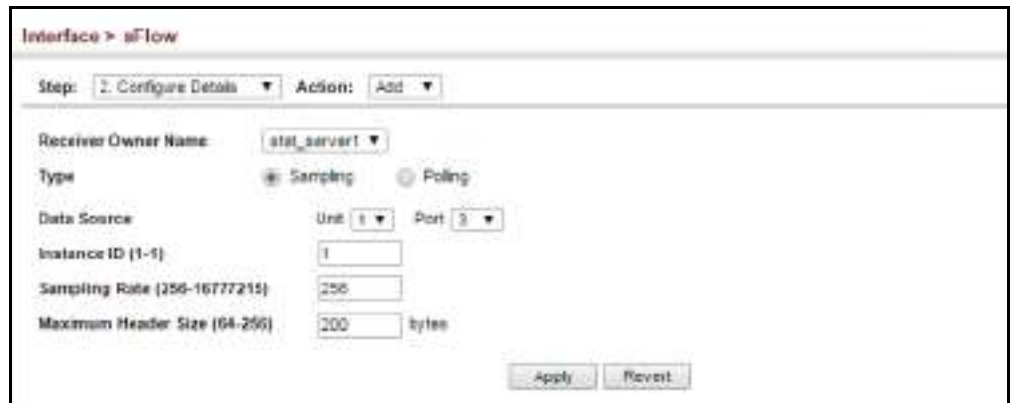 Interface > sFlow
Step: 2. Configure Details Action: Add
Receiver Owner Name stat_server1
Type Sampling Polling
Data Source Unit 1 Port 3
Instance ID (1-1) 1
Sampling Rate (256-16777215) 256
Maximum Header Size (64-256) 200 bytes
Apply Revert